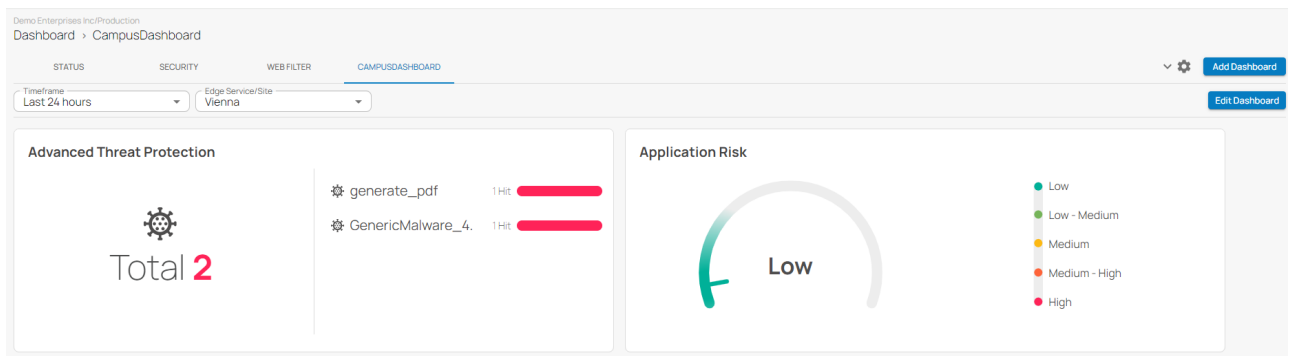 Demo Enterprises Inc/Production
Dashboard > CampusDashboard
STATUS SECURITY WEB FILTER CAMPUSDASHBOARD Add Dashboard
Timeframe Edge Service/Site
Last 24 hours Vienna Edit Dashboard
Advanced Threat Protection
generate_pdf 1 Hit
GenericMalware_4. 1 Hit
Total 2
Application Risk
Low
Low
Low - Medium
Medium
Medium - High
High